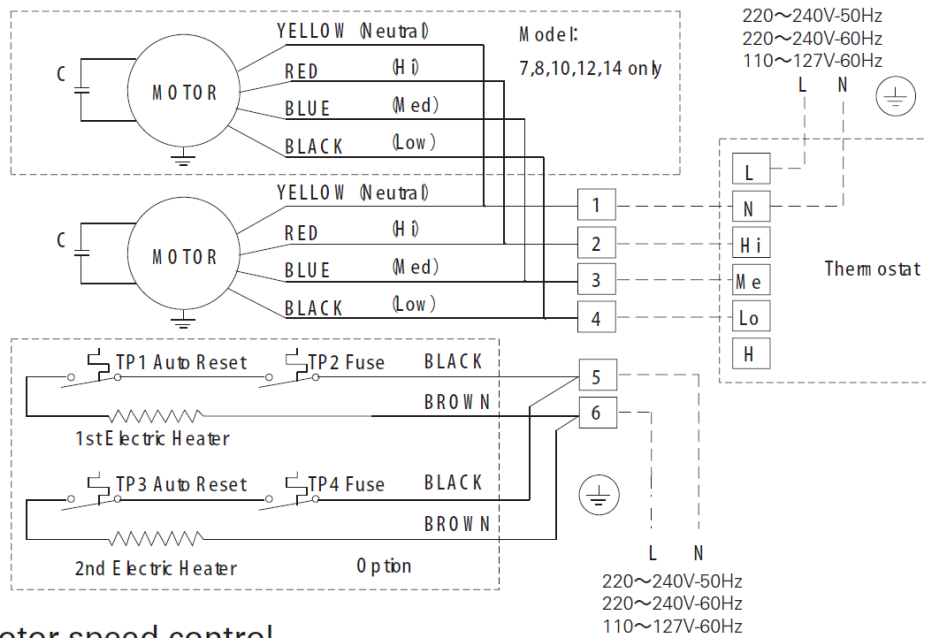 YELLOW (Neutral)
RED (Hi)
BLUE (Med)
BLACK (Low)
C
MOTOR
Model:
7,8,10,12,14 only
220~240V-50Hz
220~240V-60Hz
110~127V-60Hz
L N
YELLOW (Neutral)
RED (Hi)
BLUE (Med)
BLACK (Low)
C
MOTOR
1
2
3
4
L
N
Hi
Me
Lo
H
Thermostat
TP1 Auto Reset
TP2 Fuse
BLACK
BROWN
1st Electric Heater
5
6
TP3 Auto Reset
TP4 Fuse
BLACK
BROWN
2nd Electric Heater
Option
L N
220~240V-50Hz
220~240V-60Hz
110~127V-60Hz
otor speed control